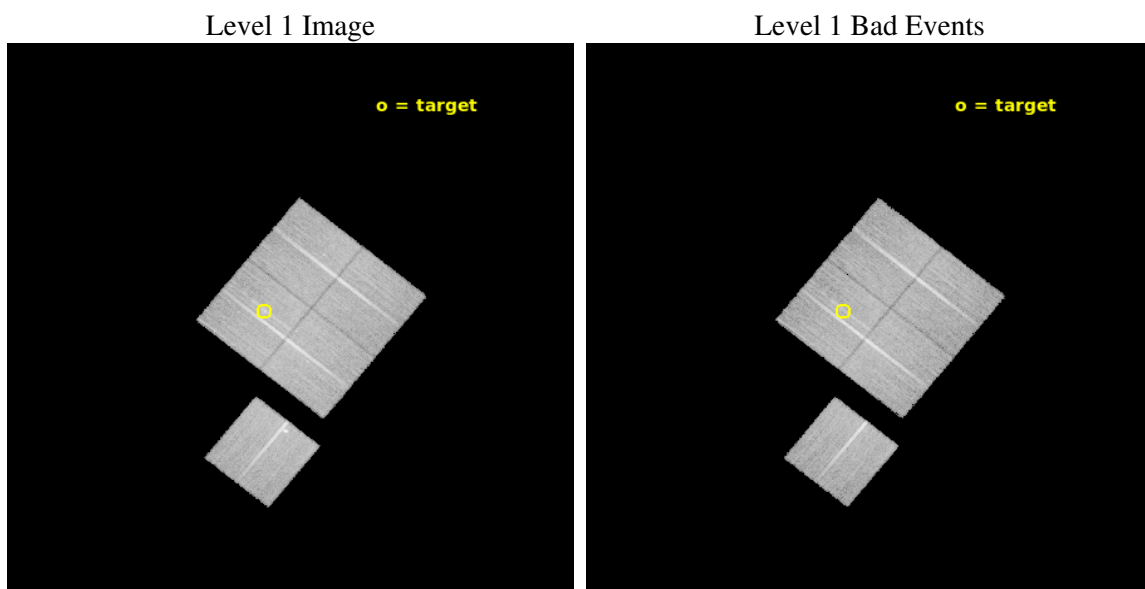 Level 1 Image
Level 1 Bad Events
o = target
o = target